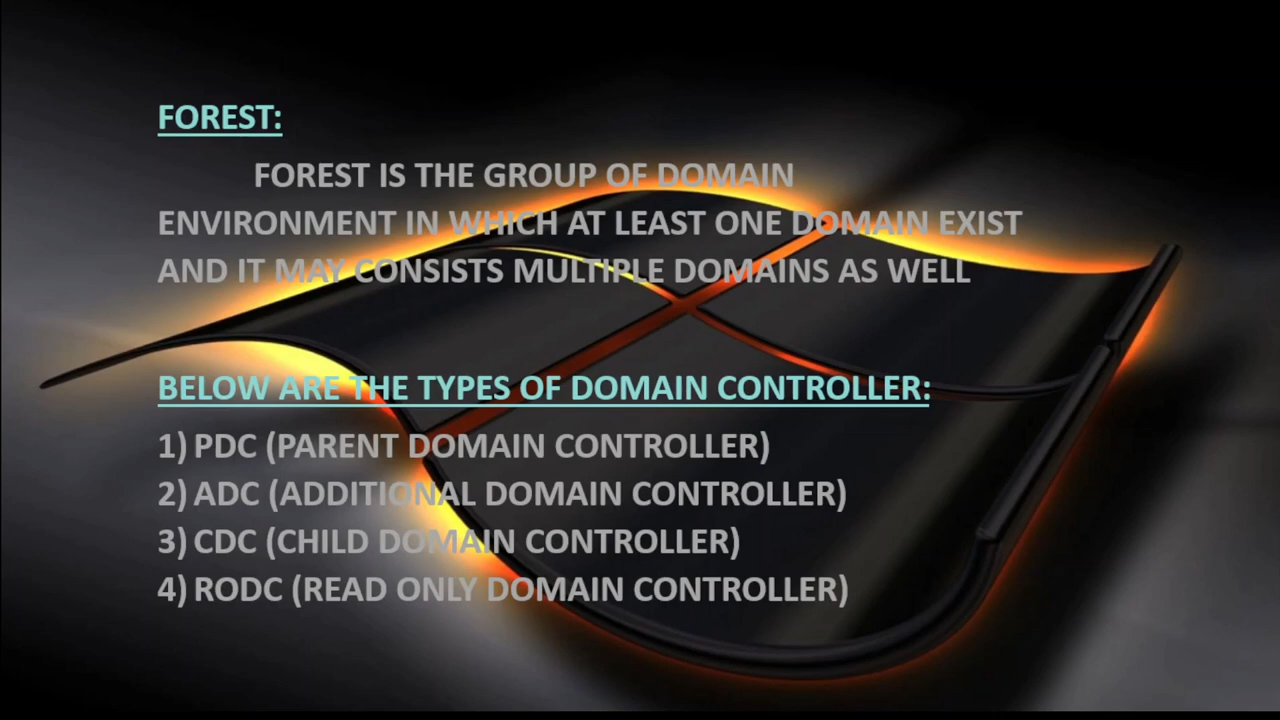 FOREST:
FOREST IS THE GROUP OF DOMAIN
ENVIRONMENT IN WHICH AT LEAST ONE DOMAIN EXIST
AND IT MAY CONSISTS MULTIPLE DOMAINS AS WELL
BELOW ARE THE TYPES OF DOMAIN CONTROLLER:
1) PDC (PARENT DOMAIN CONTROLLER)
2) ADC (ADDITIONAL DOMAIN CONTROLLER)
3) CDC (CHILD DOMAIN CONTROLLER)
4) RODC (READ ONLY DOMAIN CONTROLLER)